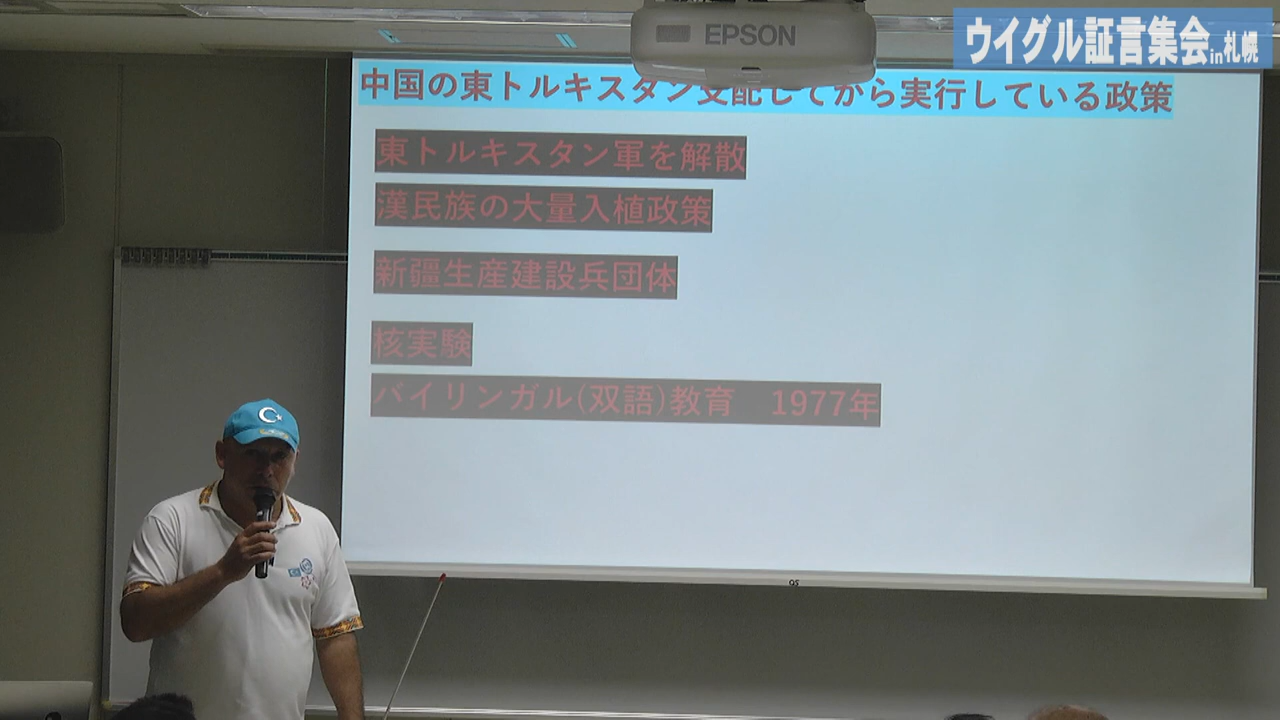 EPSON
ウイグル証言集会in札幌
中国の東トルキスタン支配してから実行している政策
東トルキスタン軍を解散
漢民族の大量入植政策
新疆生産建設兵団体
核実験
バイリンガル(双語)教育　1977年
OS